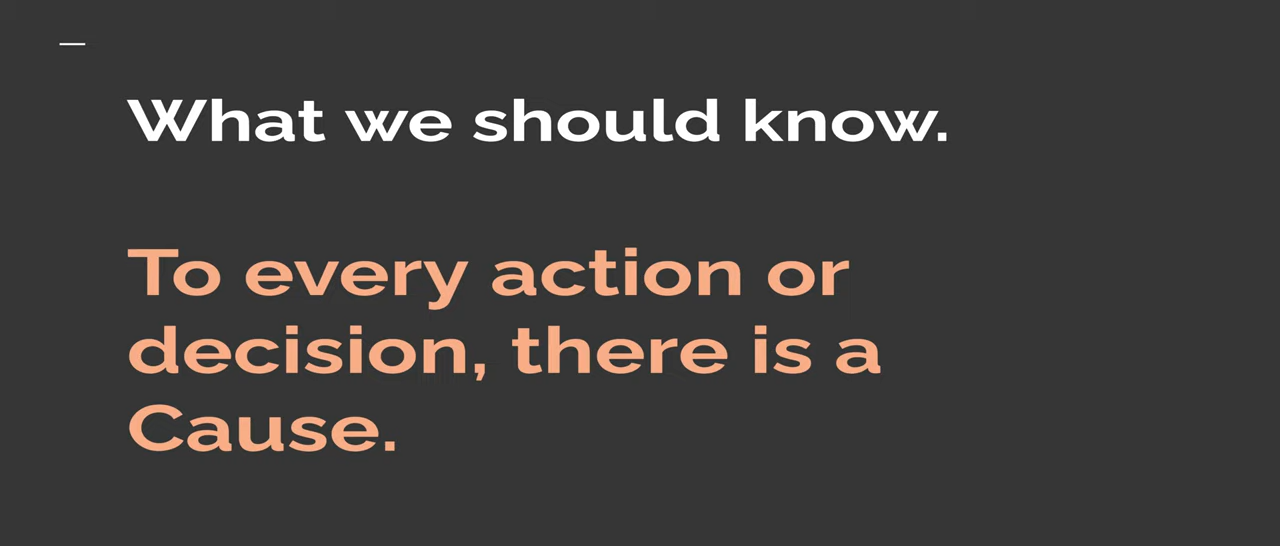 What we should know.
To every action or
decision, there is a
Cause.